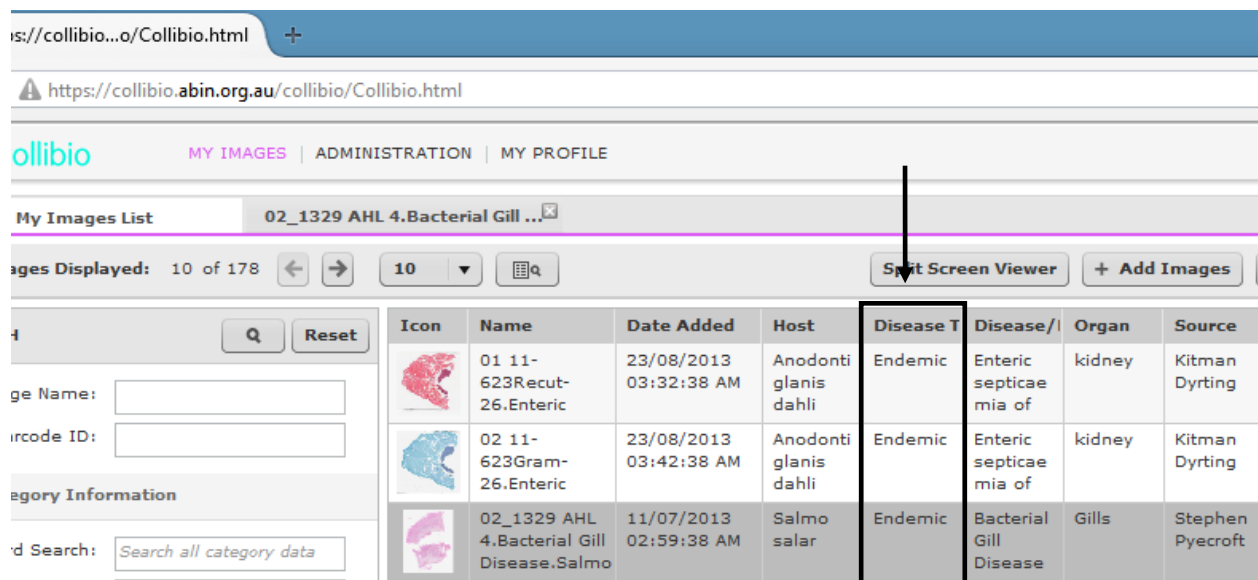 s://collibio...o/Collibio.html +
https://collibio.abin.org.au/collibio/Collibio.html
ollibio MY IMAGES | ADMINISTRATION | MY PROFILE
My Images List 02_1329 AHL 4.Bacterial Gill ...
ages Displayed: 10 of 178 10 Split Screen Viewer + Add Images
Reset
Icon Name Date Added Host Disease T Disease/ Organ Source
ge Name:
rcode ID:
egory Information
d Search: Search all category data
01 11-
623Recut-
26.Enteric
23/08/2013
03:32:38 AM
Anodonti
glanis
dahli
Endemic
Enteric
septicae
mia of
kidney
Kitman
Dyrting
02 11-
623Gram-
26.Enteric
23/08/2013
03:42:38 AM
Anodonti
glanis
dahli
Endemic
Enteric
septicae
mia of
kidney
Kitman
Dyrting
02_1329 AHL
4.Bacterial Gill
Disease.Salmo
11/07/2013
02:59:38 AM
Salmo
salar
Endemic
Bacterial
Gill
Disease
Gills
Stephen
Pyecroft